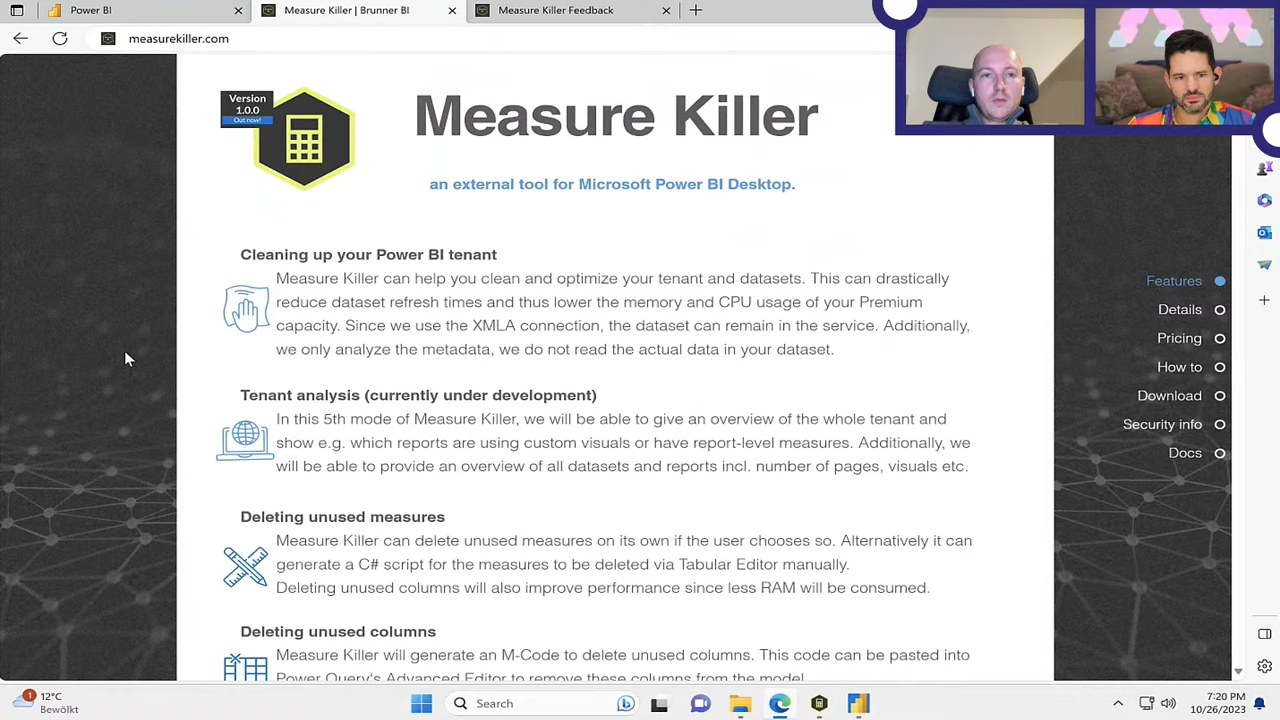 Power BI
Measure Killer | Brunner BI
Measure Killer Feedback
measurekiller.com
Version
1.0.0
Out now!
Measure Killer
an external tool for Microsoft Power BI Desktop.
Cleaning up your Power BI tenant
Measure Killer can help you clean and optimize your tenant and datasets. This can drastically
reduce dataset refresh times and thus lower the memory and CPU usage of your Premium
capacity. Since we use the XMLA connection, the dataset can remain in the service. Additionally,
we only analyze the metadata, we do not read the actual data in your dataset.
Tenant analysis (currently under development)
In this 5th mode of Measure Killer, we will be able to give an overview of the whole tenant and
show e.g. which reports are using custom visuals or have report-level measures. Additionally, we
will be able to provide an overview of all datasets and reports incl. number of pages, visuals etc.
Deleting unused measures
Measure Killer can delete unused measures on its own if the user chooses so. Alternatively it can
generate a C# script for the measures to be deleted via Tabular Editor manually.
Deleting unused columns will also improve performance since less RAM will be consumed.
Deleting unused columns
Measure Killer will generate an M-Code to delete unused columns. This code can be pasted into
Power Query's Advanced Editor to remove these columns from the model
Features
Details
Pricing
How to
Download
Security info
Docs
1
12°C
Bewölkt
Search
7:20 PM
10/26/2023